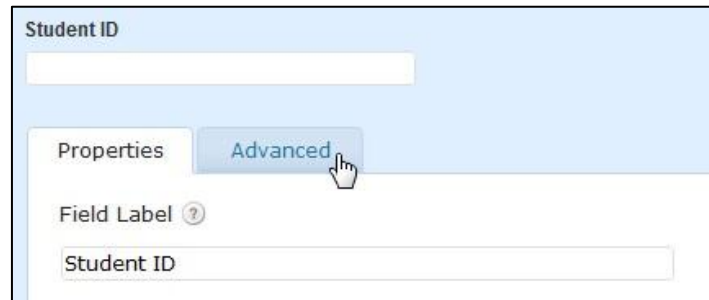 Student ID
Properties Advanced
Field Label ?
Student ID